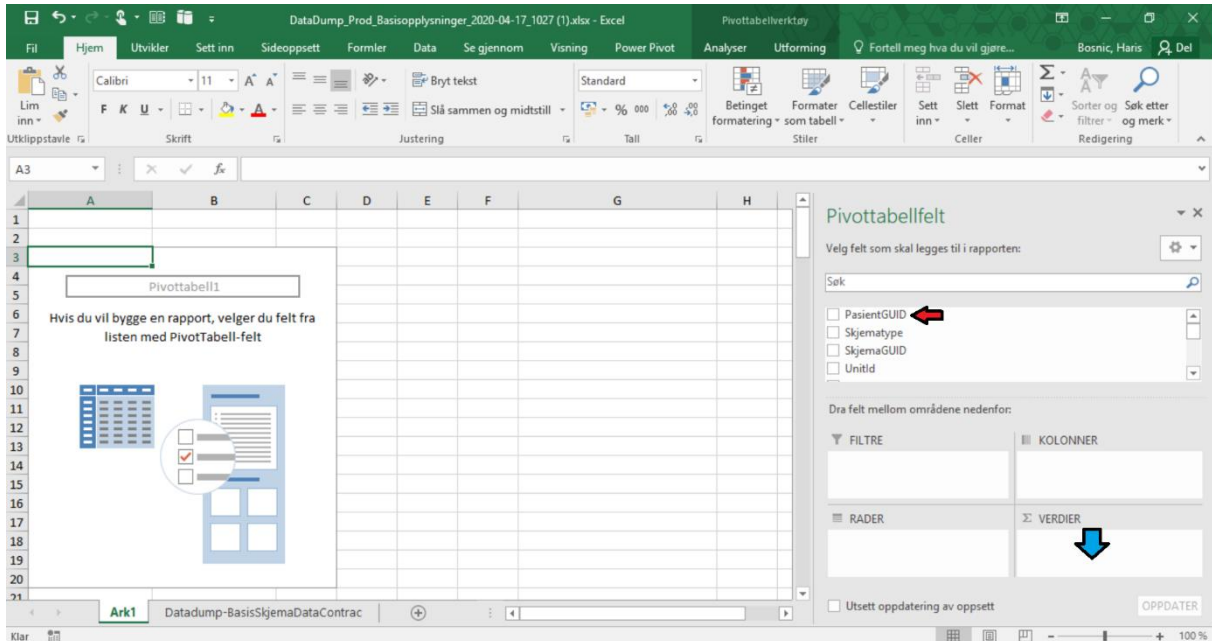 DataDump_Prod_Basisopplysninger_2020-04-17_1027 (1).xlsx - Excel
Pivottabellverktøy
Fil Hjem Utvikler Sett inn Sideoppsett Formler Data Se gjennom Visning Power Pivot Analyser Utforming Fortell meg hva du vil gjøre... Bosnic, Haris Del
Lim inn
Calibri 11 A A
F K U A
Bryt tekst
Slå sammen og midtstill
Standard
% 000 ,00 ,0
Betinget formatering
Formater som tabell
Cellestiler
Sett inn
Slett
Format
Sorter og filtrer
Søk etter og merk
Utklippstavle Skrift Justering Tall Stiler Celler Redigering
A3 fx
A B C D E F G H
1
2
3
4
5
6
7
8
9
10
11
12
13
14
15
16
17
18
19
20
21
Pivottabell1
Hvis du vil bygge en rapport, velger du felt fra
listen med PivotTabell-felt
Pivottabellfelt
Velg felt som skal legges til i rapporten:
Søk
PasientGUID
Skjematype
SkjemaGUID
UnitId
Dra felt mellom områdene nedenfor:
FILTRE
KOLONNER
RADER
Σ VERDIER
Utsett oppdatering av oppsett
OPPDATER
Ark1 Datadump-BasisSkjemaDataContrac
Klar
100 %